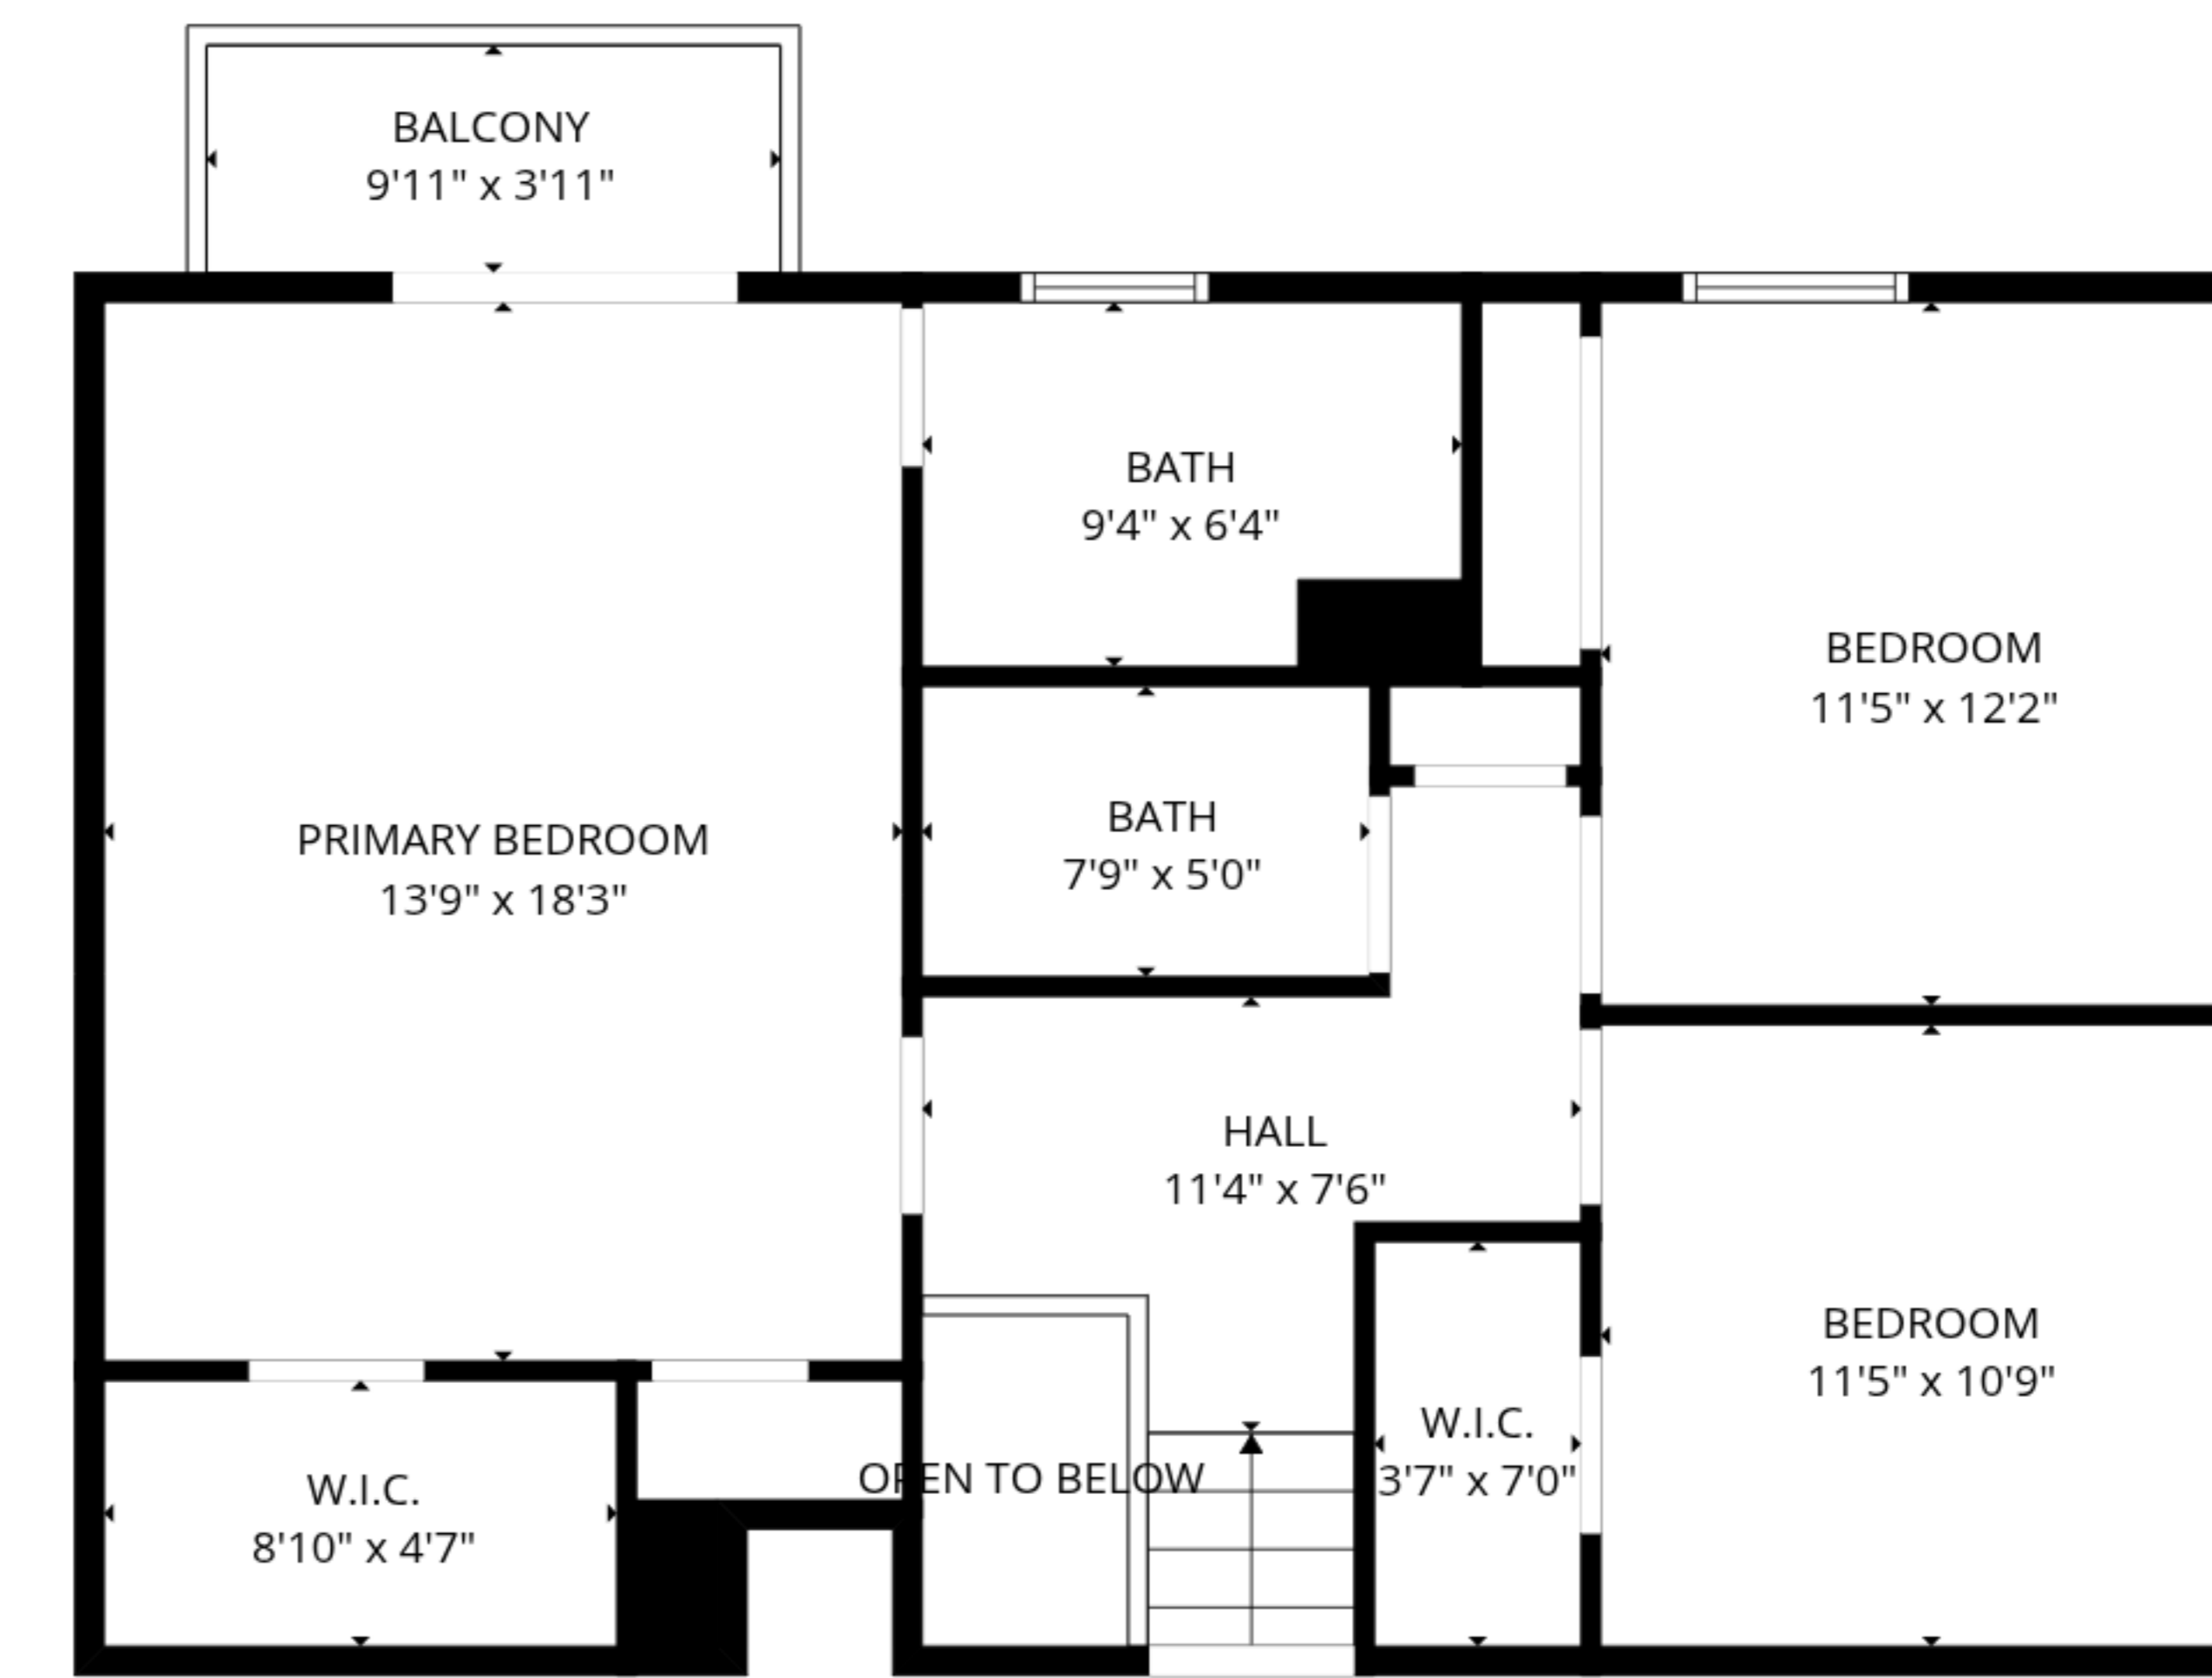 BALCONY
9'11" x 3'11"
BATH
9'4" x 6'4"
BEDROOM
11'5" x 12'2"
PRIMARY BEDROOM
13'9" x 18'3"
BATH
7'9" x 5'0"
HALL
11'4" x 7'6"
BEDROOM
11'5" x 10'9"
W.I.C.
3'7" x 7'0"
OPEN TO BELOW
W.I.C.
8'10" x 4'7"